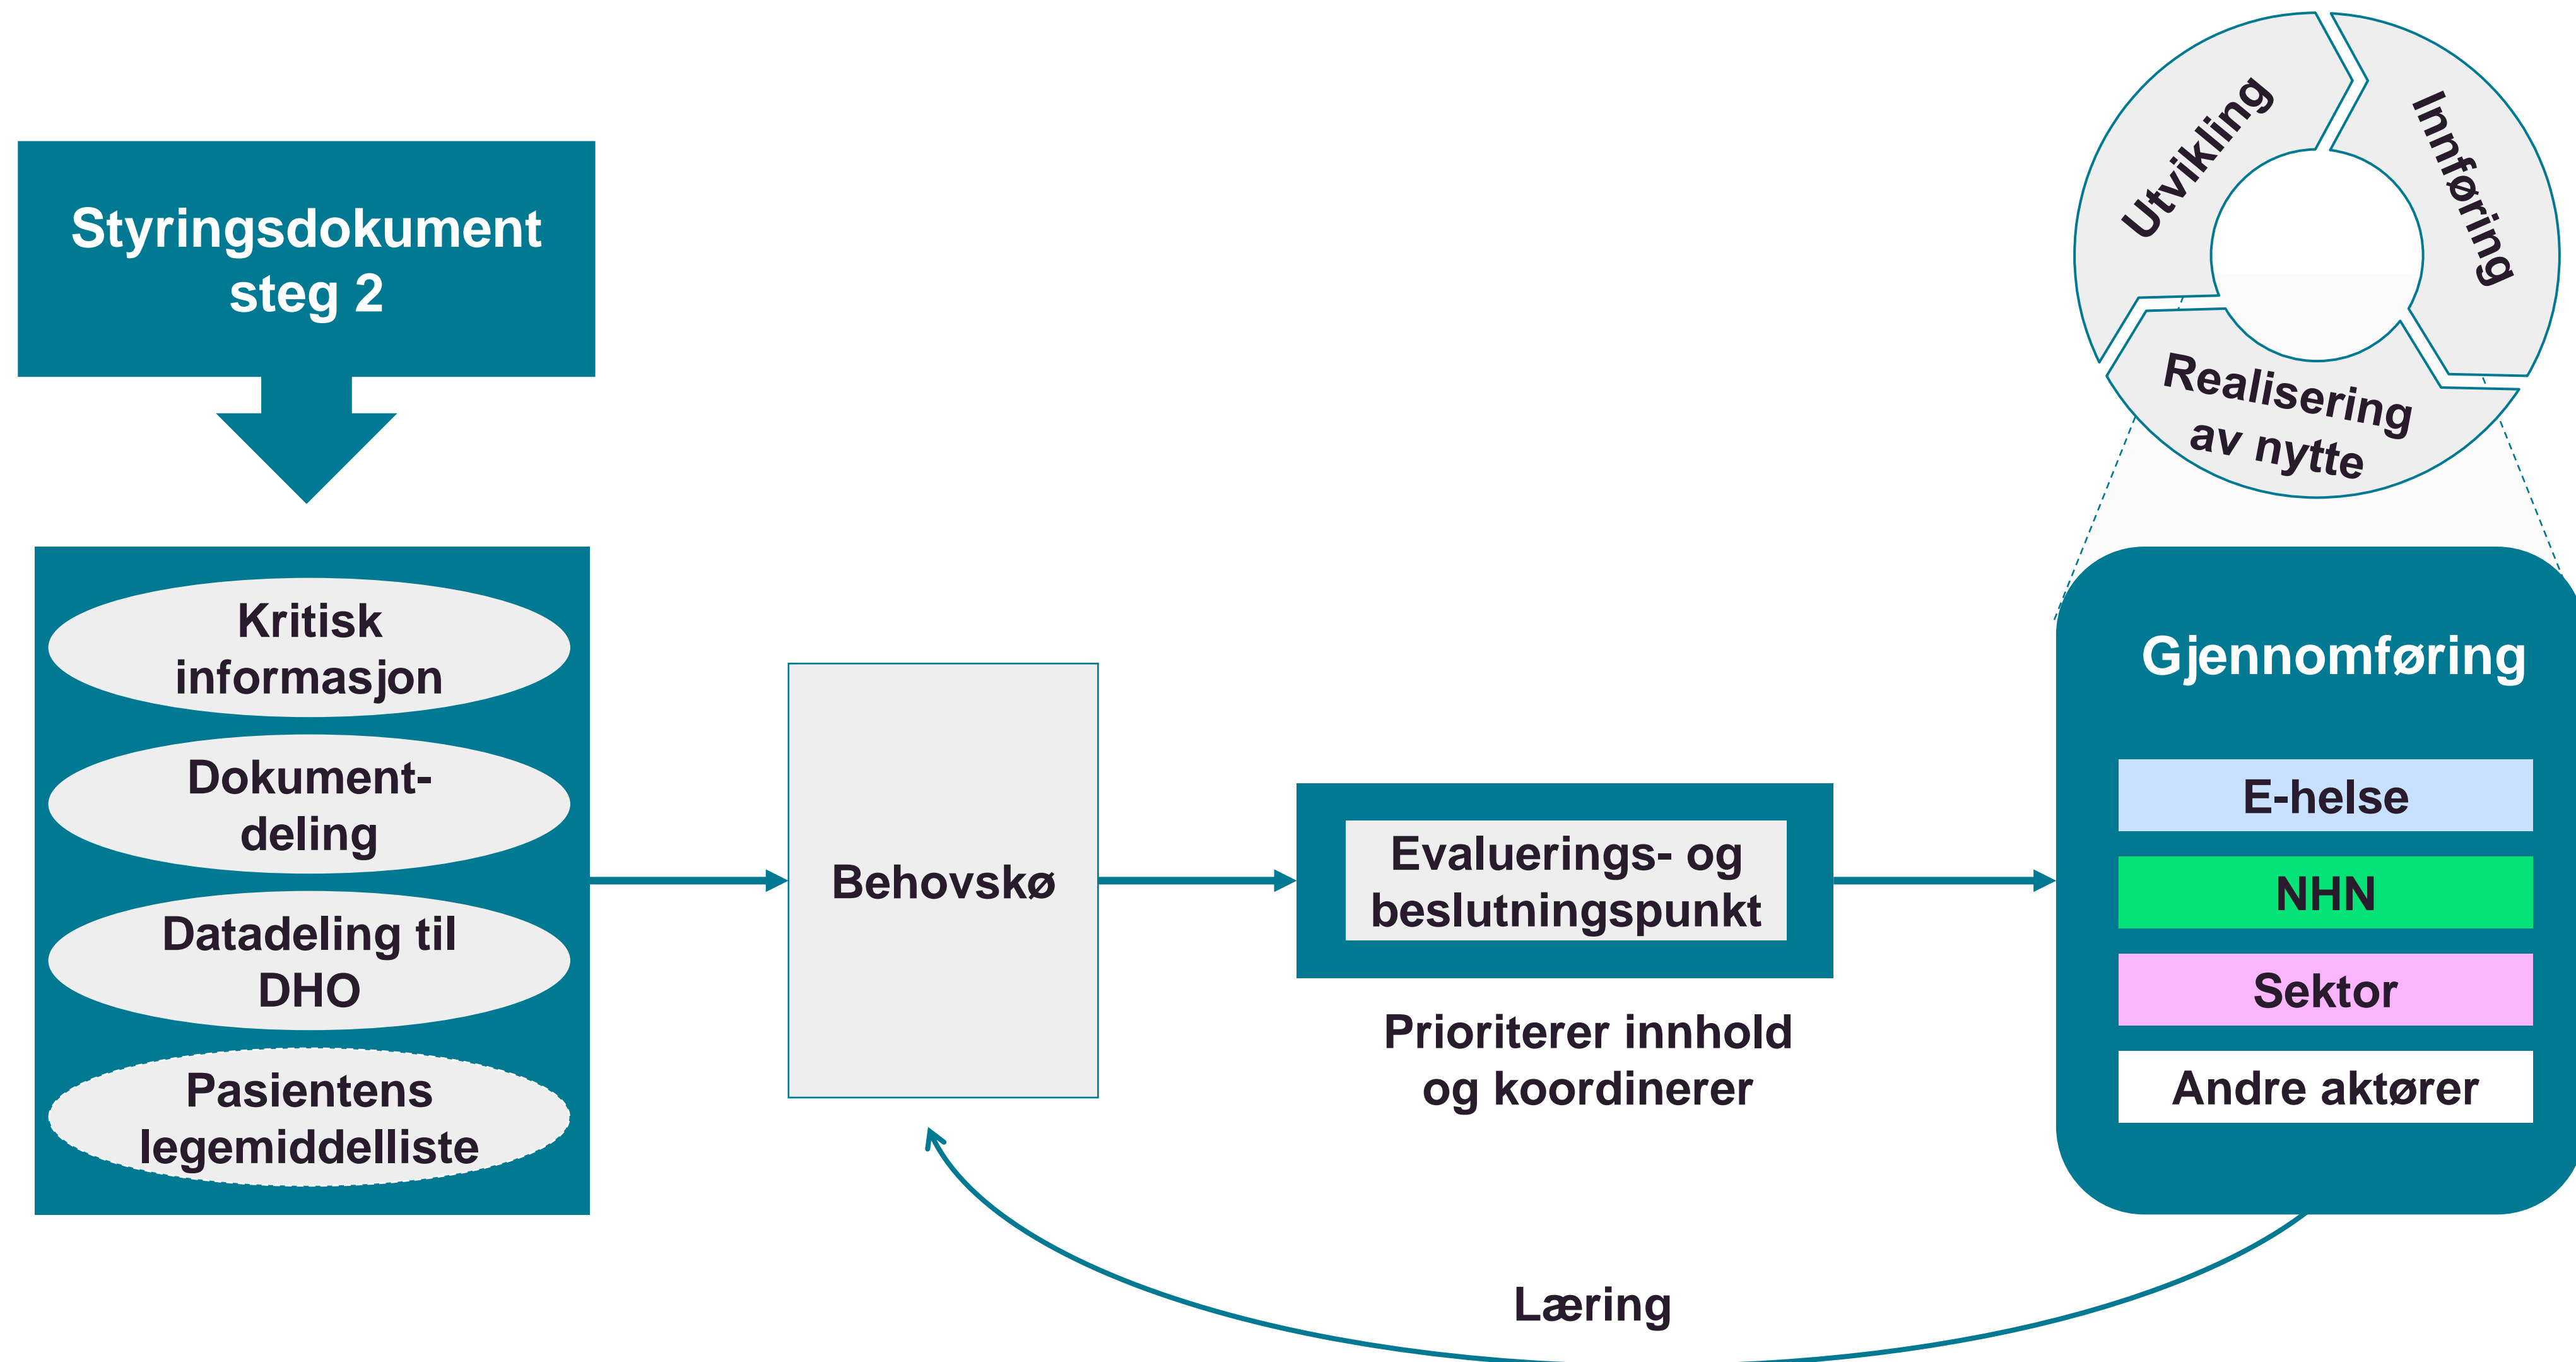 Styringsdokument
steg 2
Kritisk
informasjon
Dokument-
deling
Datadeling til
DHO
Pasientens
legemiddelliste
Behovskø
Evaluerings- og
beslutningspunkt
Prioriterer innhold
og koordinerer
Utvikling
Innføring
Realisering
av nytte
Gjennomføring
E-helse
NHN
Sektor
Andre aktører
Læring